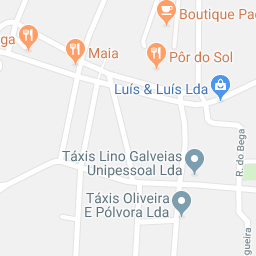 Boutique Pa
ga
Maia
Pôr do Sol
Luís & Luís Lda
Táxis Lino Galveias
Unipessoal Lda
R. do Bega
Táxis Oliveira
E Pólvora Lda
gueira